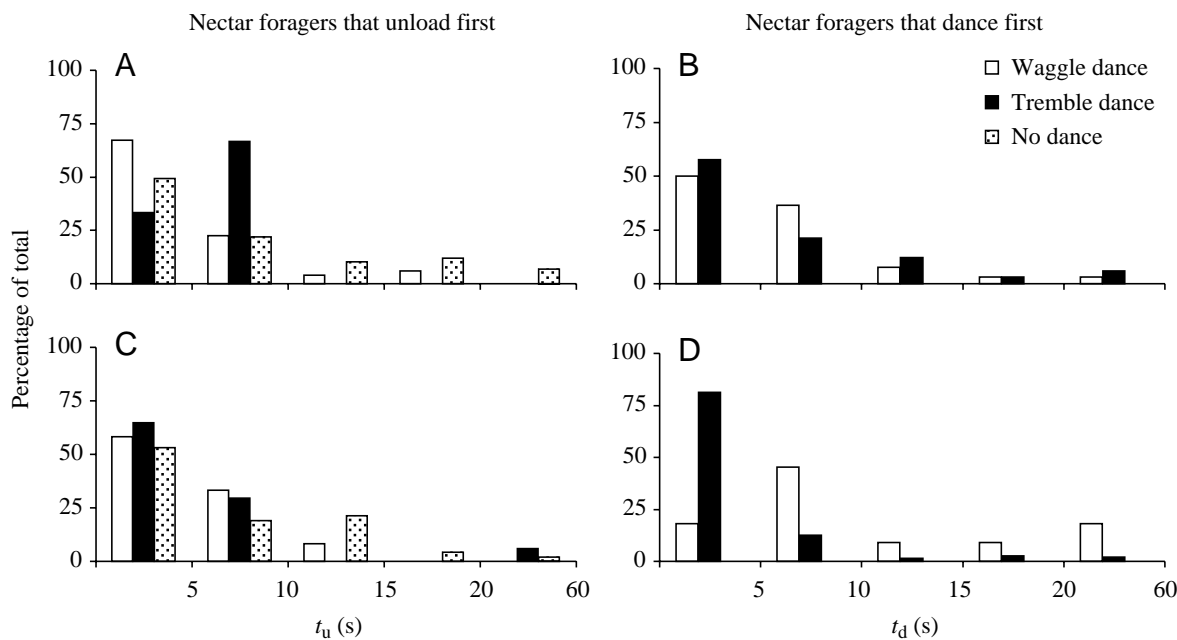 Nectar foragers that unload first
Nectar foragers that dance first
A
100
75
50
25
0
B
100
75
50
25
0
Waggle dance
Tremble dance
No dance
Percentage of total
C
100
75
50
25
0
5 10 15 20 60
t_u (s)
D
100
75
50
25
0
5 10 15 20 60
t_d (s)